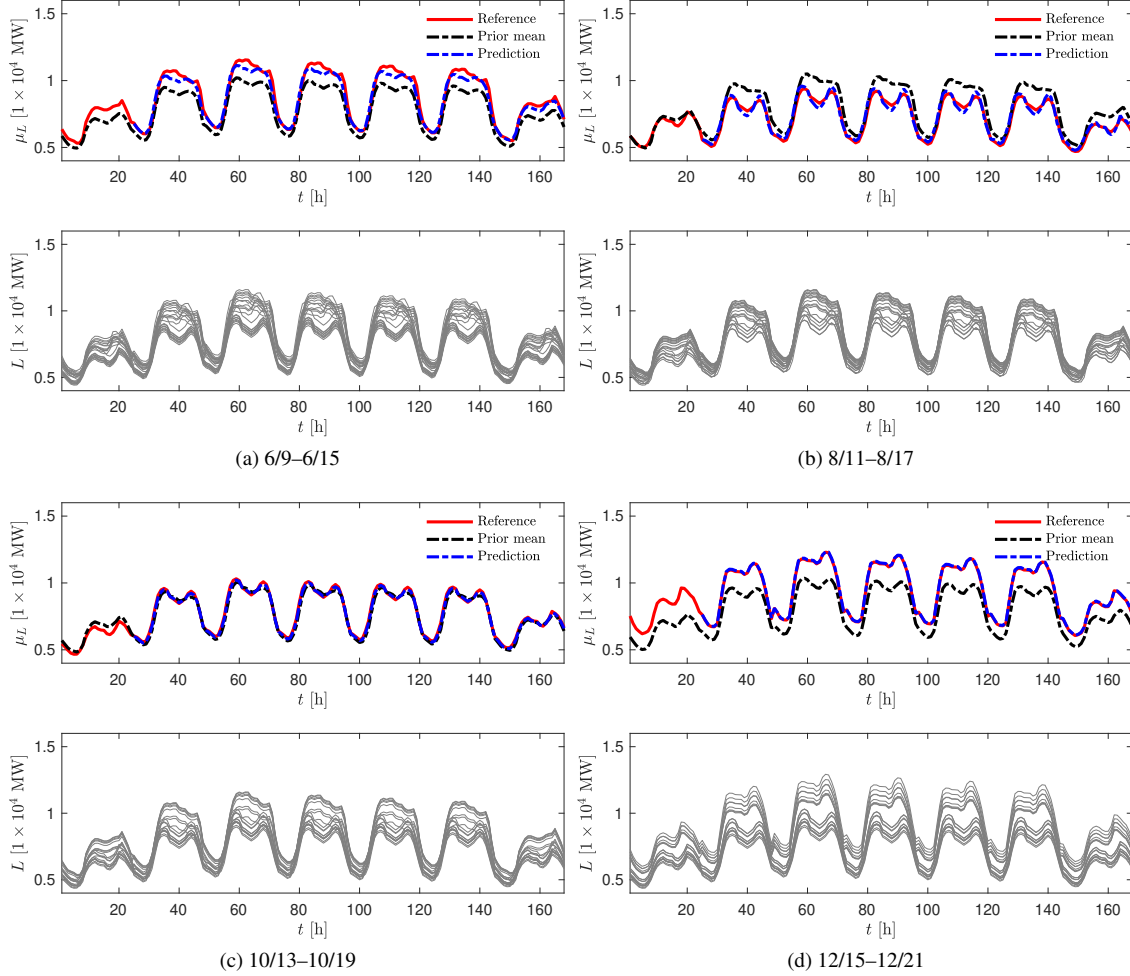 1.5
1
0.5
μ_L [1 × 10^4 MW]
Reference
Prior mean
Prediction
20 40 60 80 100 120 140 160
t [h]
1.5
1
0.5
L [1 × 10^4 MW]
20 40 60 80 100 120 140 160
t [h]
(a) 6/9–6/15
1.5
1
0.5
μ_L [1 × 10^4 MW]
Reference
Prior mean
Prediction
20 40 60 80 100 120 140 160
t [h]
1.5
1
0.5
L [1 × 10^4 MW]
20 40 60 80 100 120 140 160
t [h]
(b) 8/11–8/17
1.5
1
0.5
μ_L [1 × 10^4 MW]
Reference
Prior mean
Prediction
20 40 60 80 100 120 140 160
t [h]
1.5
1
0.5
L [1 × 10^4 MW]
20 40 60 80 100 120 140 160
t [h]
(c) 10/13–10/19
1.5
1
0.5
μ_L [1 × 10^4 MW]
Reference
Prior mean
Prediction
20 40 60 80 100 120 140 160
t [h]
1.5
1
0.5
L [1 × 10^4 MW]
20 40 60 80 100 120 140 160
t [h]
(d) 12/15–12/21